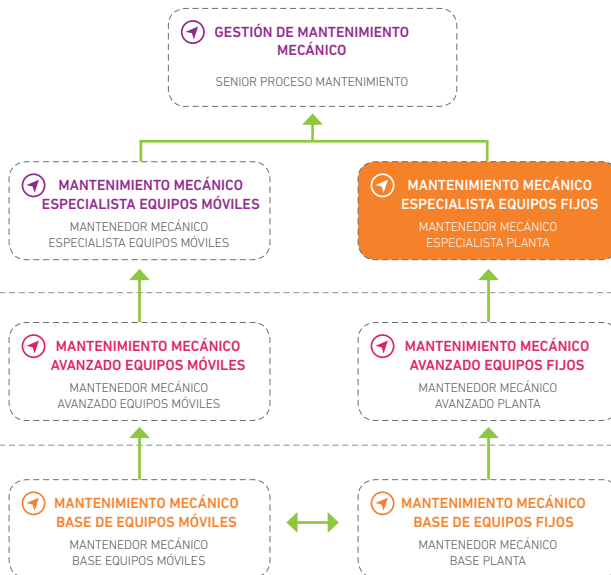 GESTIÓN DE MANTENIMIENTO
MECÁNICO
SENIOR PROCESO MANTENIMIENTO
MANTENIMIENTO MECÁNICO
ESPECIALISTA EQUIPOS MÓVILES
MANTENEDOR MECÁNICO
ESPECIALISTA EQUIPOS MÓVILES
MANTENIMIENTO MECÁNICO
ESPECIALISTA EQUIPOS FIJOS
MANTENEDOR MECÁNICO
ESPECIALISTA PLANTA
MANTENIMIENTO MECÁNICO
AVANZADO EQUIPOS MÓVILES
MANTENEDOR MECÁNICO
AVANZADO EQUIPOS MÓVILES
MANTENIMIENTO MECÁNICO
AVANZADO EQUIPOS FIJOS
MANTENEDOR MECÁNICO
AVANZADO PLANTA
MANTENIMIENTO MECÁNICO
BASE DE EQUIPOS MÓVILES
MANTENEDOR MECÁNICO
BASE EQUIPOS MÓVILES
MANTENIMIENTO MECÁNICO
BASE DE EQUIPOS FIJOS
MANTENEDOR MECÁNICO
BASE PLANTA